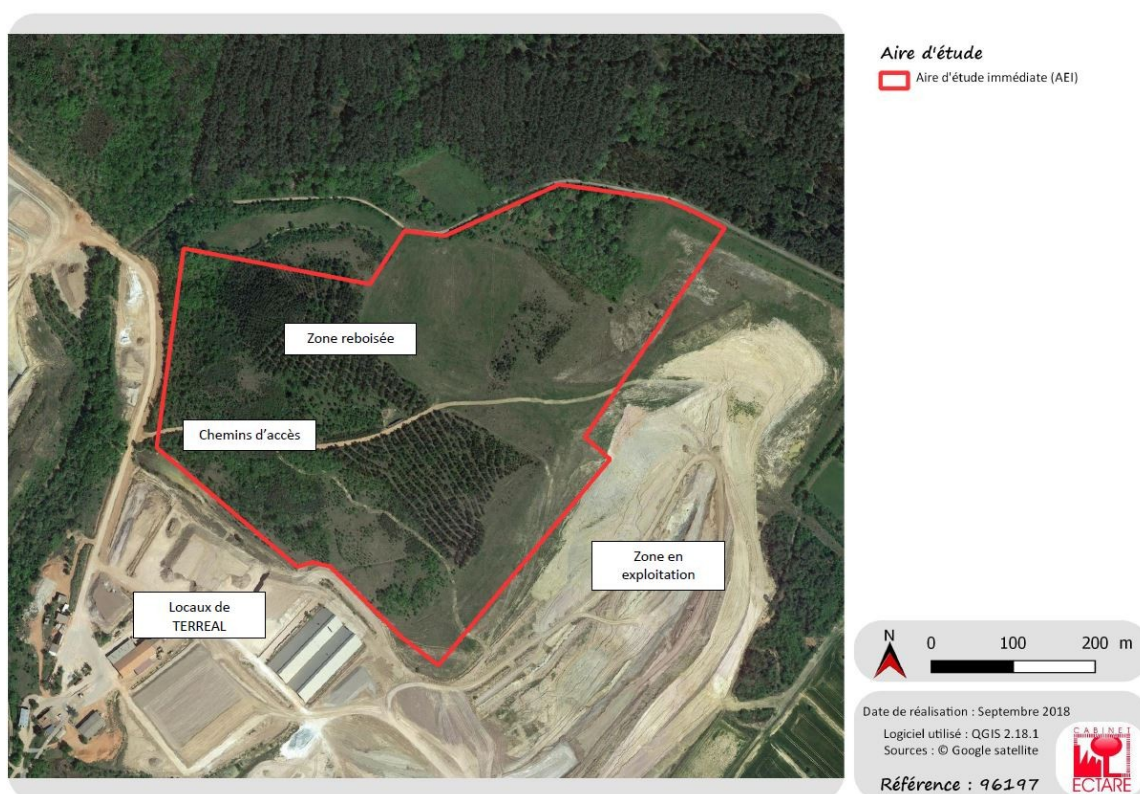 Aire d'étude
Aire d'étude immédiate (AEI)
Zone reboisée
Chemins d'accès
Zone en
exploitation
Locaux de
TERREAL
N
0 100 200 m
Date de réalisation : Septembre 2018
Logiciel utilisé : QGIS 2.18.1
Sources : © Google satellite
Référence : 96197
CABINET
ECTARE